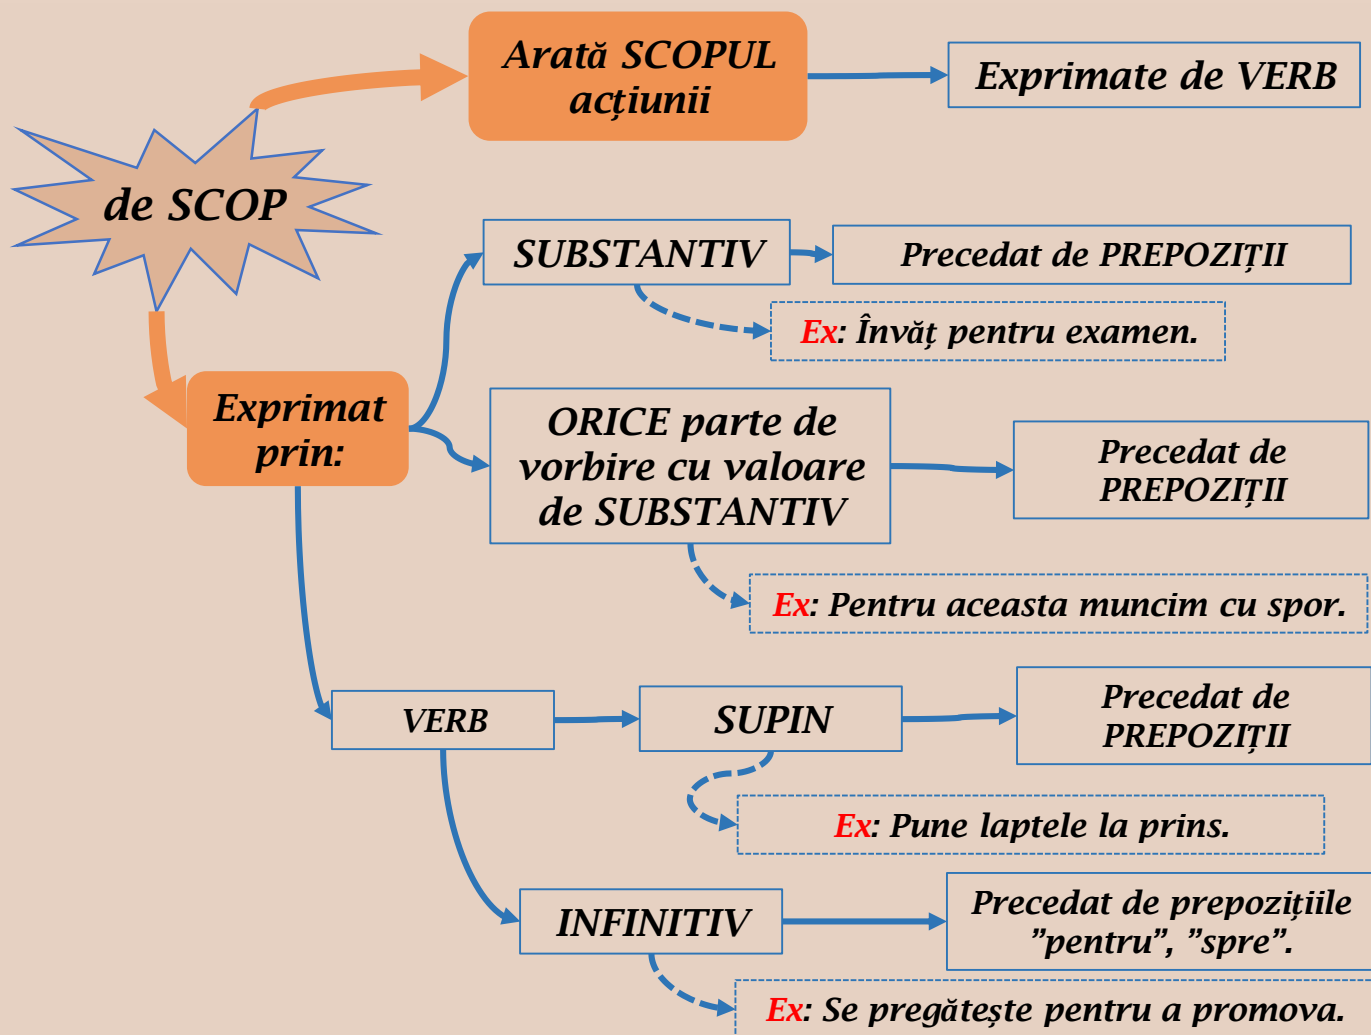 Arată SCOPUL
acțiunii
Exprimate de VERB
de SCOP
SUBSTANTIV
Precedat de PREPOZIȚII
Ex: Învăț pentru examen.
Exprimat
prin:
ORICE parte de
vorbire cu valoare
de SUBSTANTIV
Precedat de
PREPOZIȚII
Ex: Pentru aceasta muncim cu spor.
VERB
SUPIN
Precedat de
PREPOZIȚII
Ex: Pune laptele la prins.
INFINITIV
Precedat de prepozițiile
”pentru”, ”spre”.
Ex: Se pregătește pentru a promova.